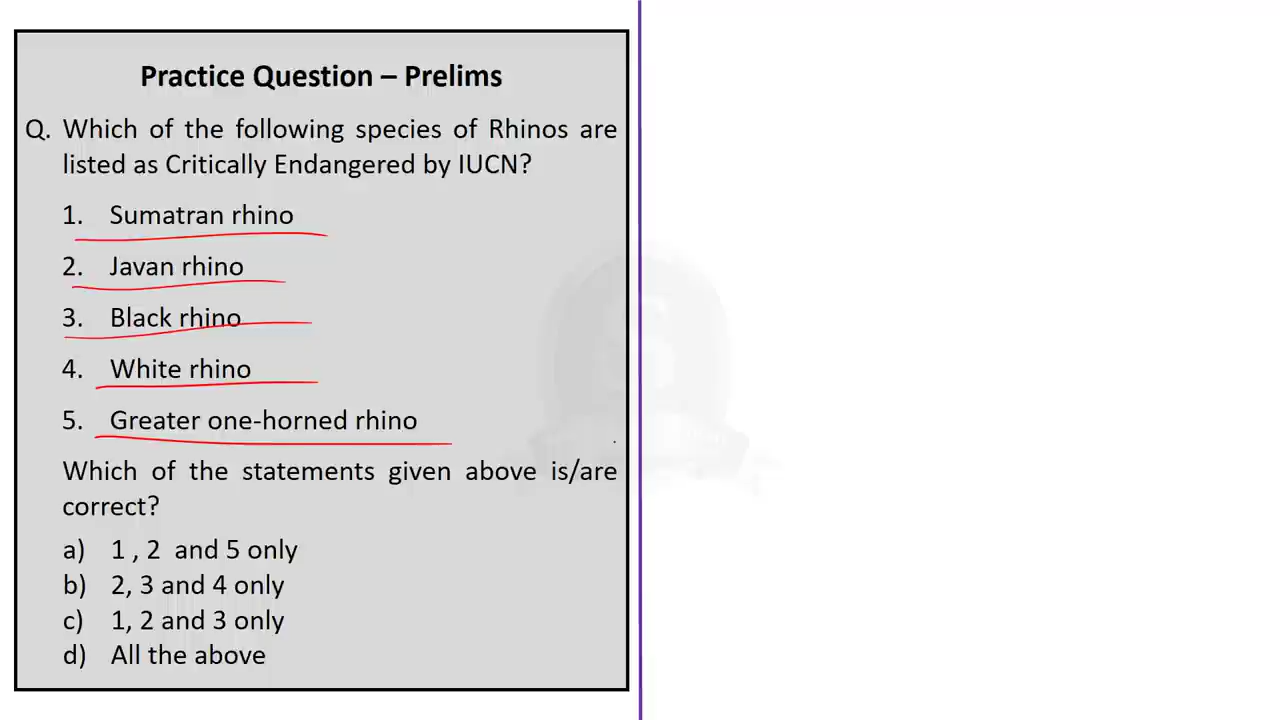 Practice Question – Prelims
Q. Which of the following species of Rhinos are
listed as Critically Endangered by IUCN?
1. Sumatran rhino
2. Javan rhino
3. Black rhino
4. White rhino
5. Greater one-horned rhino
Which of the statements given above is/are
correct?
a) 1 , 2 and 5 only
b) 2, 3 and 4 only
c) 1, 2 and 3 only
d) All the above